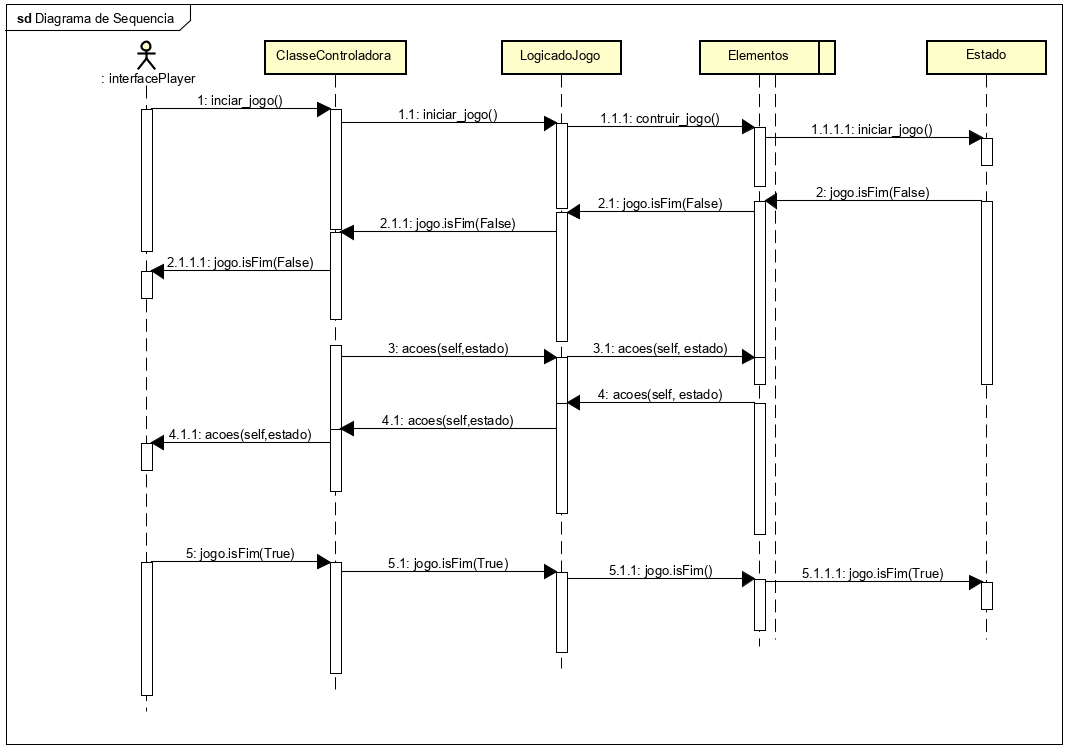 sd Diagrama de Sequencia
: interfacePlayer
ClasseControladora
LogicadoJogo
Elementos
Estado
1: inciar_jogo()
1.1: iniciar_jogo()
1.1.1: contruir_jogo()
1.1.1.1: iniciar_jogo()
2: jogo.isFim(False)
2.1: jogo.isFim(False)
2.1.1: jogo.isFim(False)
2.1.1.1: jogo.isFim(False)
3: acoes(self,estado)
3.1: acoes(self, estado)
4: acoes(self, estado)
4.1: acoes(self,estado)
4.1.1: acoes(self,estado)
5: jogo.isFim(True)
5.1: jogo.isFim(True)
5.1.1: jogo.isFim()
5.1.1.1: jogo.isFim(True)